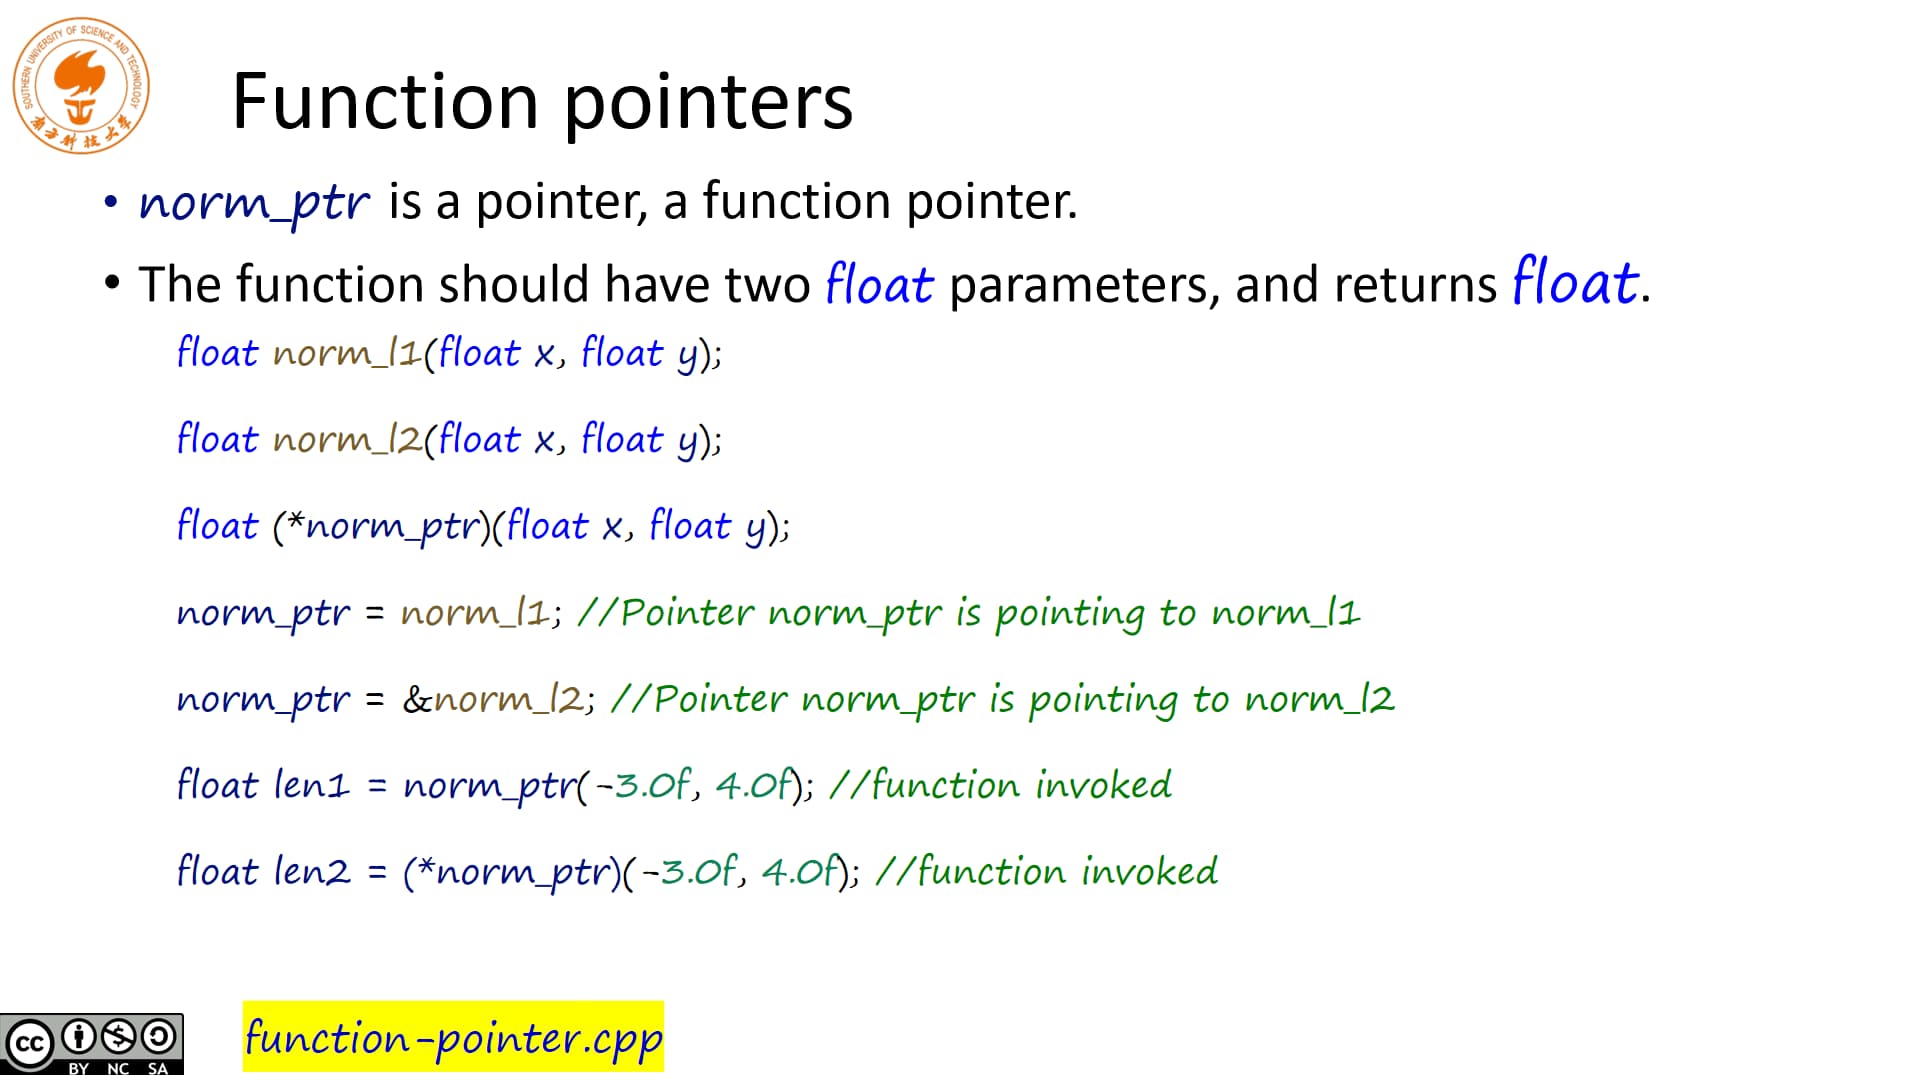 SOUTHERN UNIVERSITY OF SCIENCE AND TECHNOLOGY
南方科技大学
Function pointers
• norm_ptr is a pointer, a function pointer.
• The function should have two float parameters, and returns float.
float norm_l1(float x, float y);
float norm_l2(float x, float y);
float (*norm_ptr)(float x, float y);
norm_ptr = norm_l1; //Pointer norm_ptr is pointing to norm_l1
norm_ptr = &norm_l2; //Pointer norm_ptr is pointing to norm_l2
float len1 = norm_ptr(-3.0f, 4.0f); //function invoked
float len2 = (*norm_ptr)(-3.0f, 4.0f); //function invoked
function-pointer.cpp
cc
BY NC SA